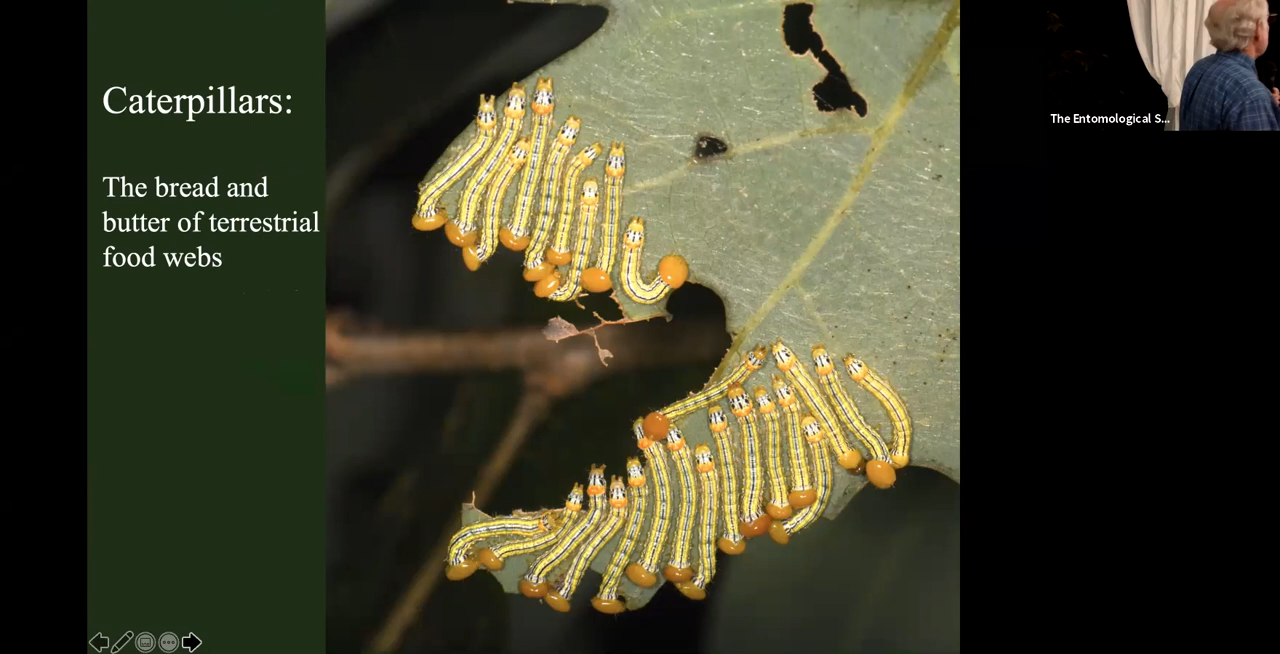 Caterpillars:
The bread and
butter of terrestrial
food webs
The Entomological S...